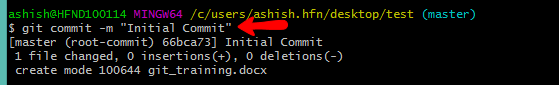 ashish@HFND100114 MINGW64 /c/users/ashish.hfn/desktop/test (master)
$ git commit -m "Initial Commit"
[master (root-commit) 66bca73] Initial Commit
 1 file changed, 0 insertions(+), 0 deletions(-)
 create mode 100644 git_training.docx